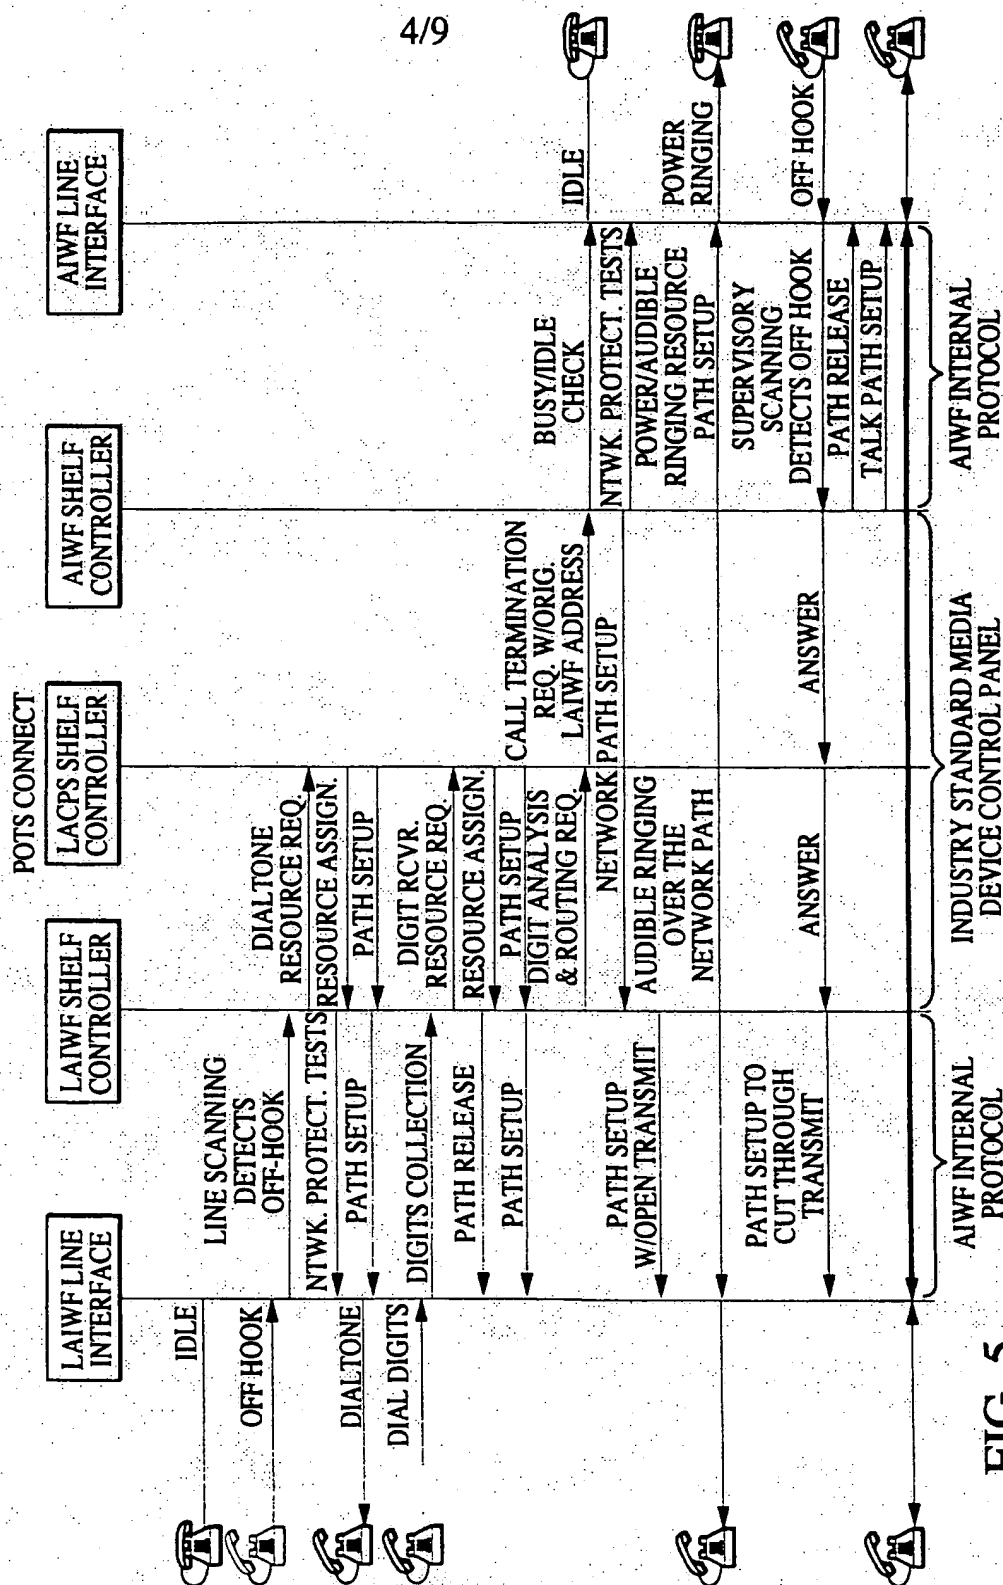 4/9
POTS CONNECT
LAIWF LINE
INTERFACE
LAIWF SHELF
CONTROLLER
LACPS SHELF
CONTROLLER
AIWF SHELF
CONTROLLER
AIWF LINE
INTERFACE
IDLE
OFF HOOK
LINE SCANNING
DETECTS
OFF-HOOK
DIALTONE
RESOURCE REQ.
NTWK. PROTECT. TESTS
RESOURCE ASSIGN.
PATH SETUP
PATH SETUP
DIALTONE
DIAL DIGITS
DIGITS COLLECTION
DIGIT RCVR.
RESOURCE REQ.
RESOURCE ASSIGN.
PATH RELEASE
PATH SETUP
PATH SETUP
DIGIT ANALYSIS
& ROUTING REQ.
CALL TERMINATION
REQ. W/ORIG.
LAIWF ADDRESS
BUSY/IDLE
CHECK
IDLE
NETWORK PATH SETUP
NTWK. PROTECT. TESTS
PATH SETUP
W/OPEN TRANSMIT
AUDIBLE RINGING
OVER THE
NETWORK PATH
POWER/AUDIBLE
RINGING RESOURCE
PATH SETUP
POWER
RINGING
SUPERVISORY
SCANNING
DETECTS OFF HOOK
OFF HOOK
ANSWER
ANSWER
PATH SETUP TO
CUT THROUGH
TRANSMIT
PATH RELEASE
TALK PATH SETUP
AIWF INTERNAL
PROTOCOL
INDUSTRY STANDARD MEDIA
DEVICE CONTROL PANEL
AIWF INTERNAL
PROTOCOL
FIG. 5